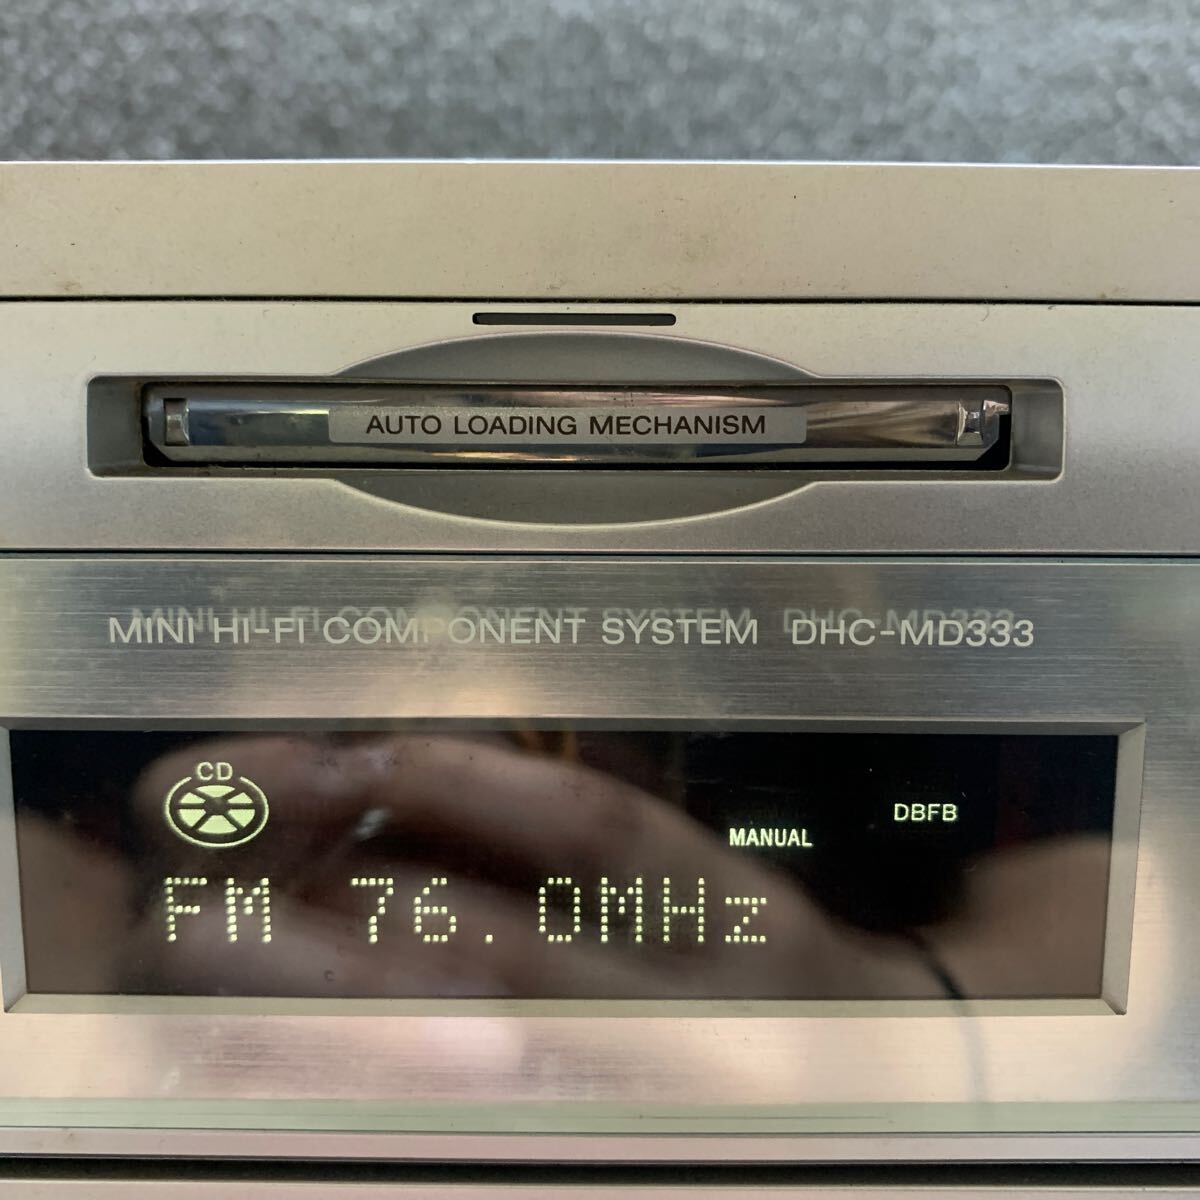 AUTO LOADING MECHANISM
MINI HI-FI COMPONENT SYSTEM DHC-MD333
CD
DBFB
MANUAL
FM 76.0MHz